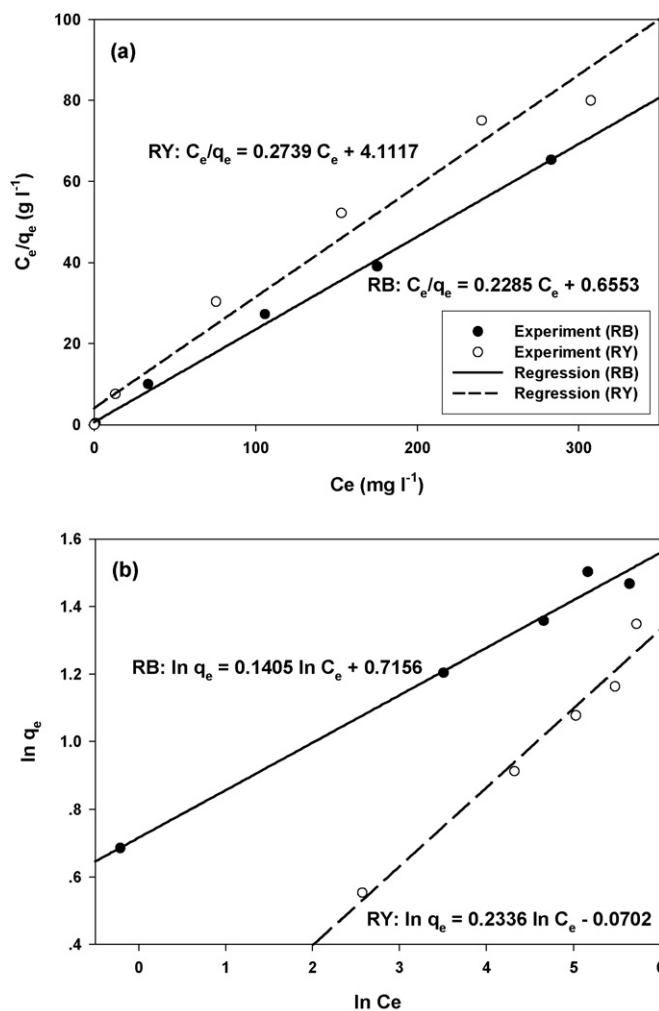 100
(a)
80
RY: Cₑ/qₑ = 0.2739 Cₑ + 4.1117
60
Cₑ/qₑ (g l⁻¹)
40
RB: Cₑ/qₑ = 0.2285 Cₑ + 0.6553
20
Experiment (RB)
Experiment (RY)
Regression (RB)
Regression (RY)
0
0 100 200 300
Ce (mg l⁻¹)
1.6
(b)
1.4
RB: ln qₑ = 0.1405 ln Cₑ + 0.7156
1.2
ln qₑ
1.0
.8
.6
RY: ln qₑ = 0.2336 ln Cₑ - 0.0702
.4
0 1 2 3 4 5 6
ln Ce